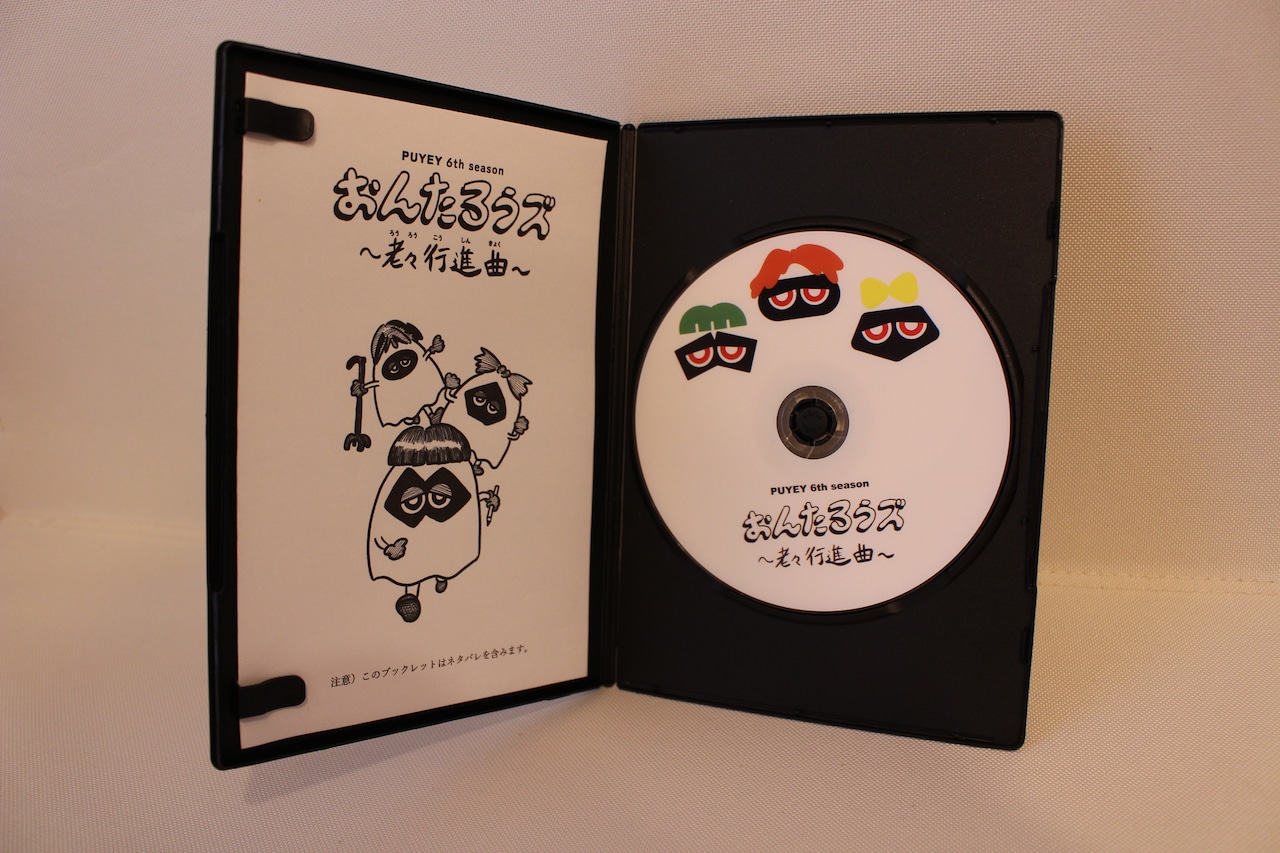 PUYEY 6th season
おんたろうズ
ろうろうこうしんきょく
～老々行進曲～
注意）このブックレットはネタバレを含みます。
PUYEY 6th season
おんたろうズ
～老々行進曲～